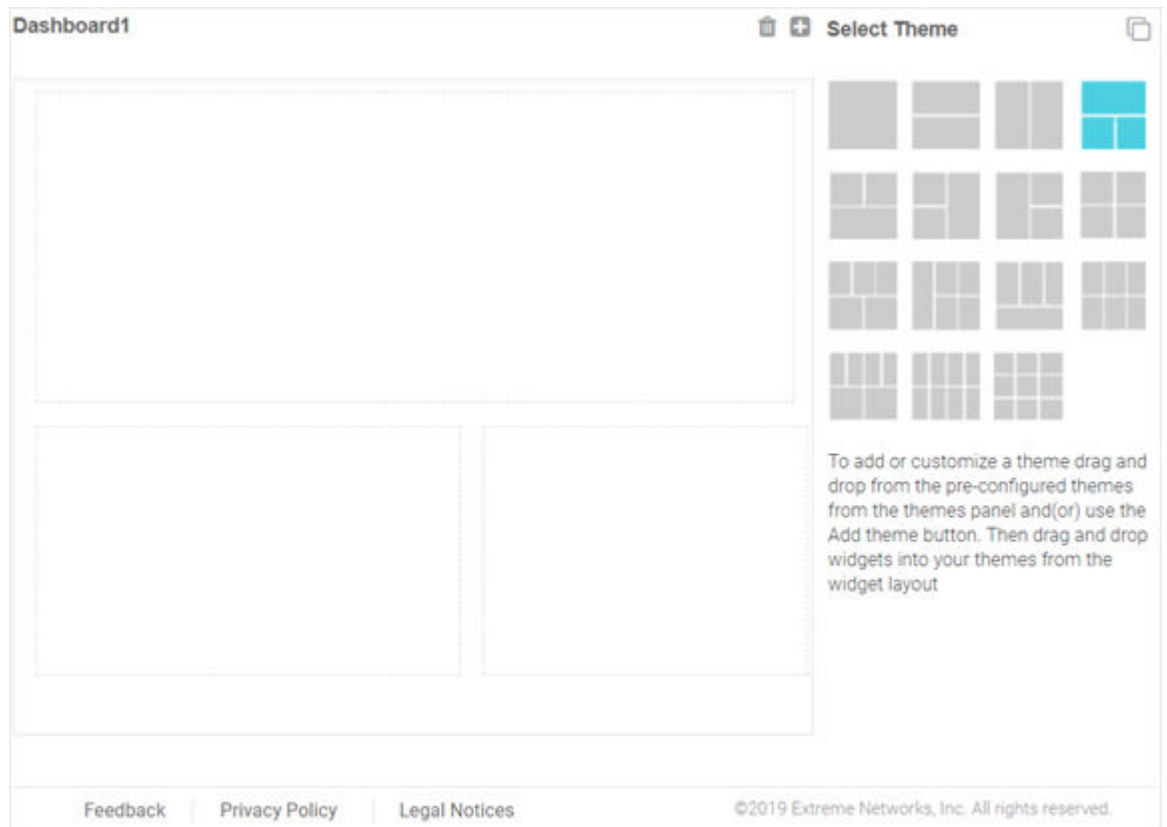 Dashboard1
Select Theme
To add or customize a theme drag and
drop from the pre-configured themes
from the themes panel and(or) use the
Add theme button. Then drag and drop
widgets into your themes from the
widget layout
Feedback Privacy Policy Legal Notices ©2019 Extreme Networks, Inc. All rights reserved.